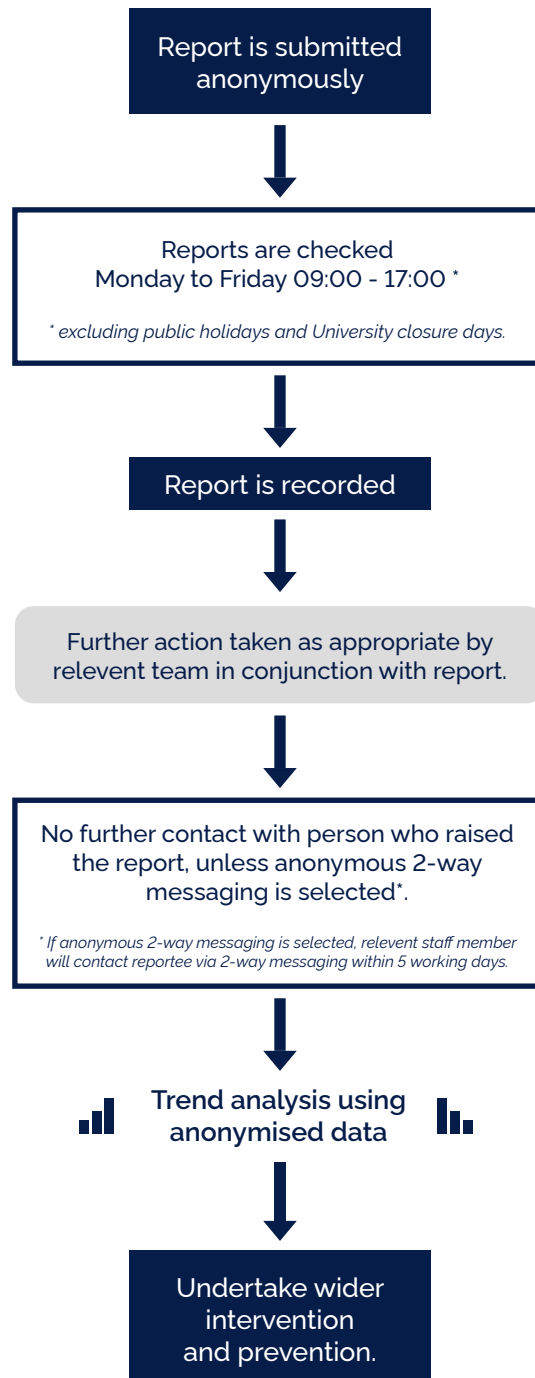 Report is submitted
anonymously
Reports are checked
Monday to Friday 09:00 - 17:00 *
* excluding public holidays and University closure days.
Report is recorded
Further action taken as appropriate by
relevent team in conjunction with report.
No further contact with person who raised
the report, unless anonymous 2-way
messaging is selected*.
* If anonymous 2-way messaging is selected, relevent staff member
will contact reportee via 2-way messaging within 5 working days.
Trend analysis using
anonymised data
Undertake wider
intervention
and prevention.